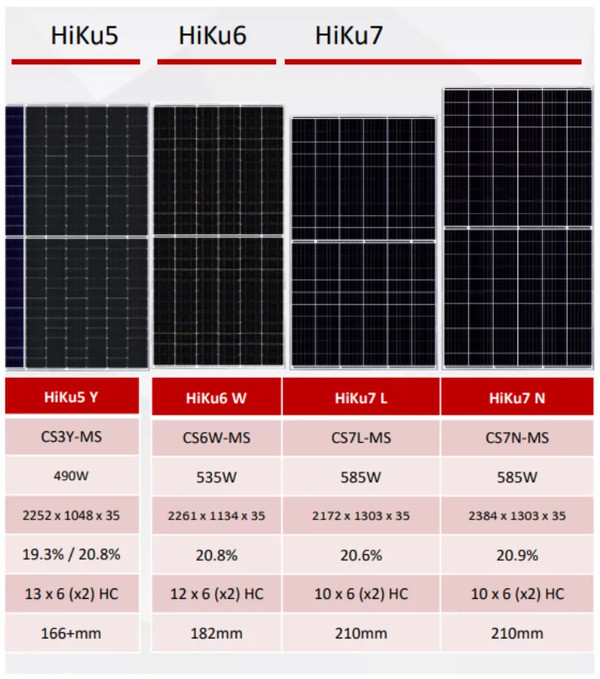 HiKu5 HiKu6 HiKu7
HiKu5 Y HiKu6 W HiKu7 L HiKu7 N
CS3Y-MS CS6W-MS CS7L-MS CS7N-MS
490W 535W 585W 585W
2252 x 1048 x 35 2261 x 1134 x 35 2172 x 1303 x 35 2384 x 1303 x 35
19.3% / 20.8% 20.8% 20.6% 20.9%
13 x 6 (x2) HC 12 x 6 (x2) HC 10 x 6 (x2) HC 10 x 6 (x2) HC
166+mm 182mm 210mm 210mm